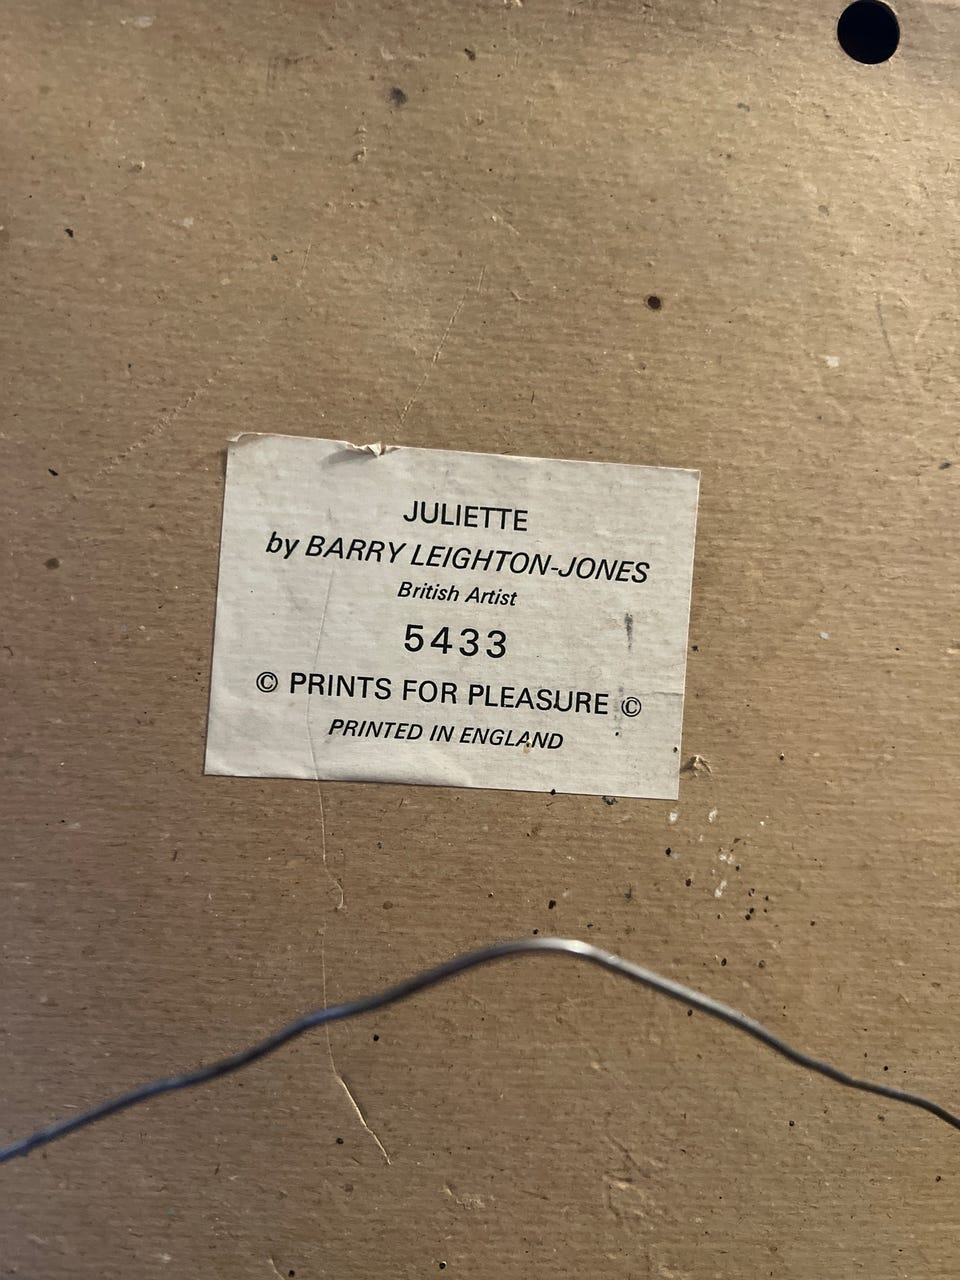 JULIETTE
by BARRY LEIGHTON-JONES
British Artist
5433
© PRINTS FOR PLEASURE ©
PRINTED IN ENGLAND